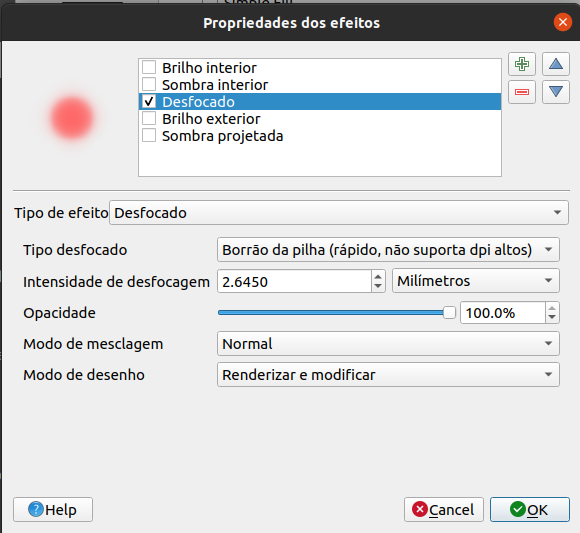 Propriedades dos efeitos
Brilho interior
Sombra interior
Desfocado
Brilho exterior
Sombra projetada
Tipo de efeito Desfocado
Tipo desfocado Borrão da pilha (rápido, não suporta dpi altos)
Intensidade de desfocagem 2.6450 Milímetros
Opacidade 100.0%
Modo de mesclagem Normal
Modo de desenho Renderizar e modificar
Help Cancel OK